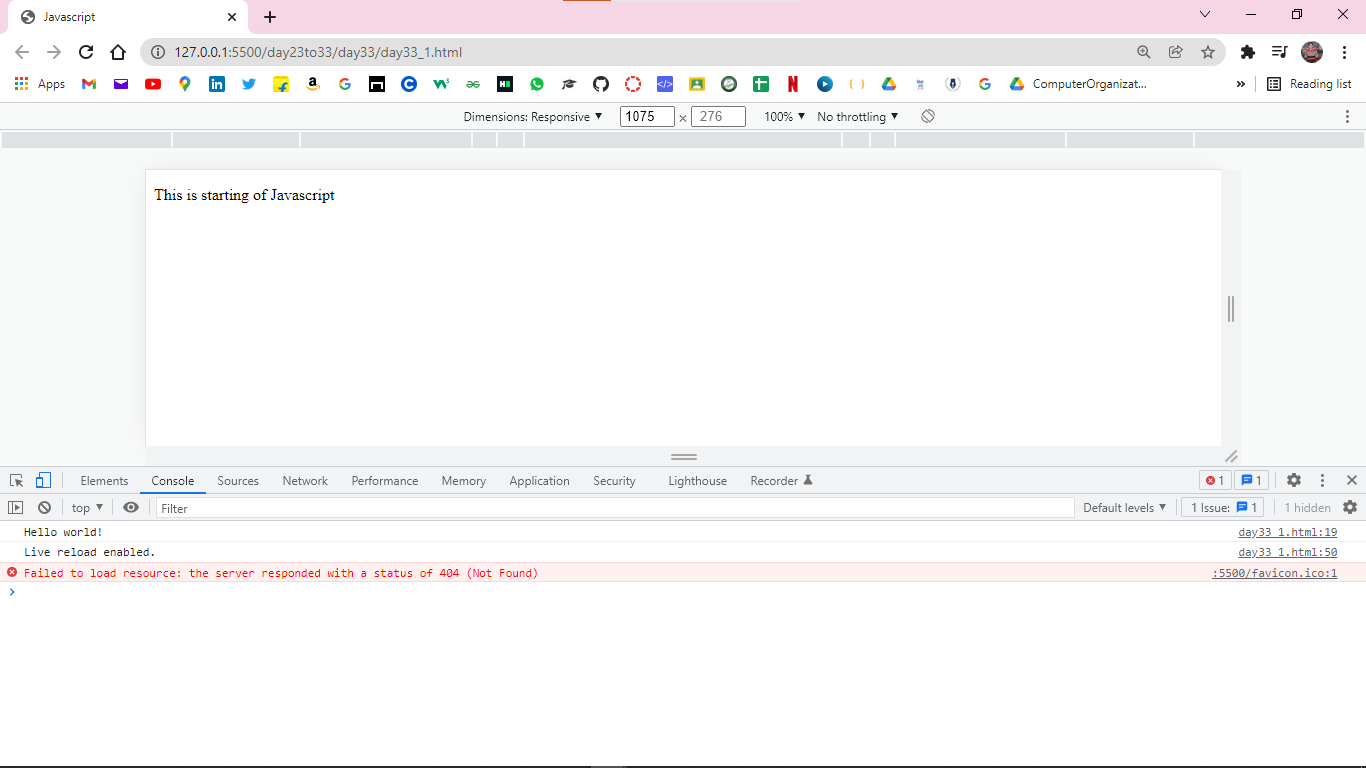 Javascript
127.0.0.1:5500/day23to33/day33/day33_1.html
Apps
ComputerOrganizat...
»
Reading list
Dimensions: Responsive ▼ 1075 × 276 100% ▼ No throttling ▼
This is starting of Javascript
Elements Console Sources Network Performance Memory Application Security Lighthouse Recorder 1 1
top ▼ Filter Default levels ▼ 1 Issue: 1 1 hidden
Hello world! day33_1.html:19
Live reload enabled. day33_1.html:50
Failed to load resource: the server responded with a status of 404 (Not Found) :5500/favicon.ico:1
>